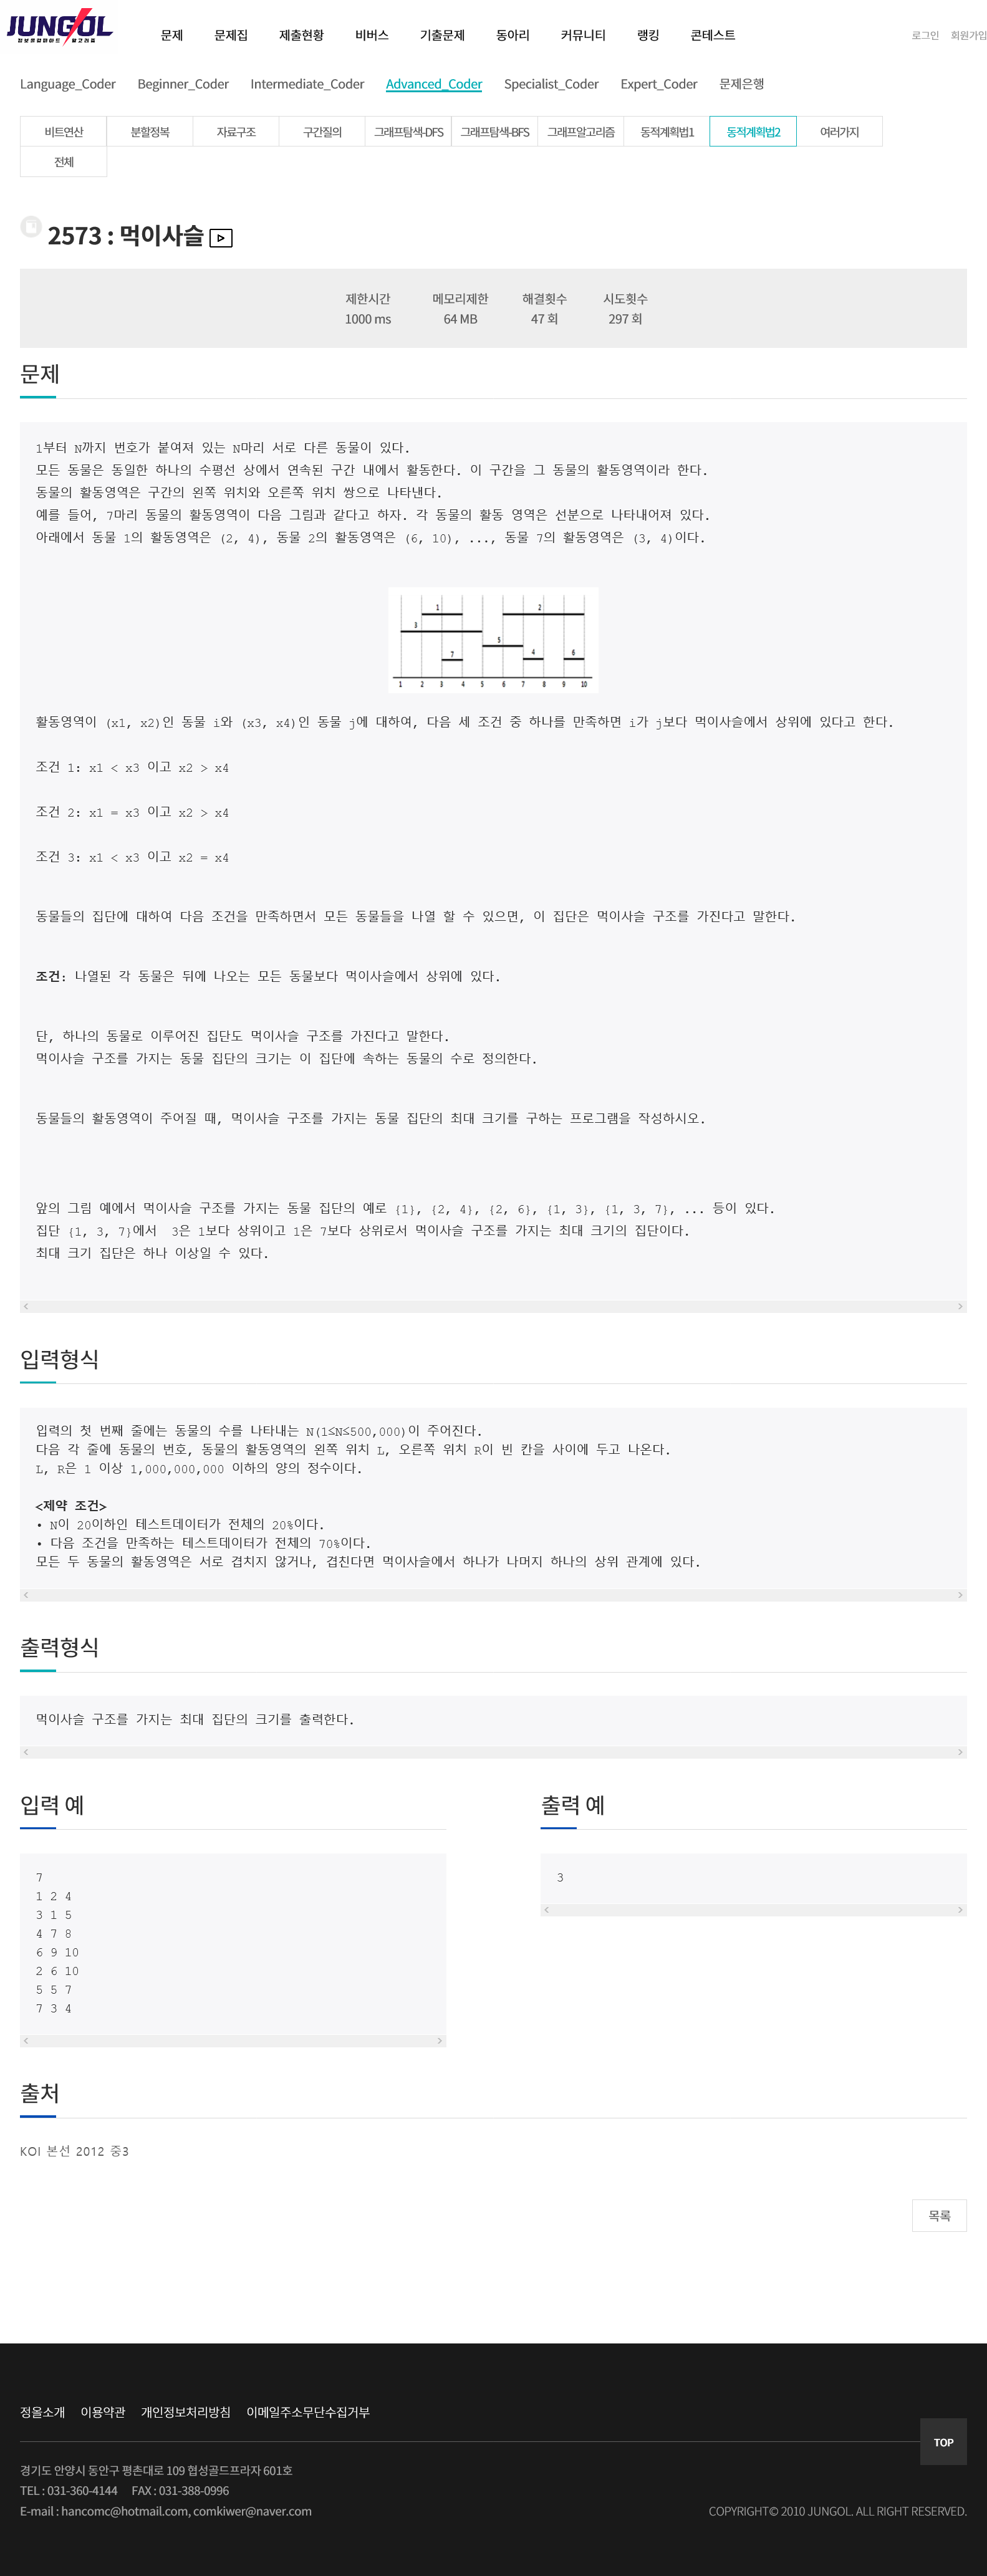 JUNGOL
정보올림피아드 · 알고리즘
문제 문제집 제출현황 비버스 기출문제 동아리 커뮤니티 랭킹 콘테스트 로그인 회원가입
Language_Coder Beginner_Coder Intermediate_Coder Advanced_Coder Specialist_Coder Expert_Coder 문제은행
비트연산 분할정복 자료구조 구간질의 그래프탐색-DFS 그래프탐색-BFS 그래프알고리즘 동적계획법1 동적계획법2 여러가지
전체
2573 : 먹이사슬
제한시간 메모리제한 해결횟수 시도횟수
1000 ms 64 MB 47 회 297 회
문제
1부터 N까지 번호가 붙여져 있는 N마리 서로 다른 동물이 있다.
모든 동물은 동일한 하나의 수평선 상에서 연속된 구간 내에서 활동한다. 이 구간을 그 동물의 활동영역이라 한다.
동물의 활동영역은 구간의 왼쪽 위치와 오른쪽 위치 쌍으로 나타낸다.
예를 들어, 7마리 동물의 활동영역이 다음 그림과 같다고 하자. 각 동물의 활동 영역은 선분으로 나타내어져 있다.
아래에서 동물 1의 활동영역은 (2, 4), 동물 2의 활동영역은 (6, 10), ..., 동물 7의 활동영역은 (3, 4)이다.
1 2
3
5
7 4 6
1 2 3 4 5 6 7 8 9 10
활동영역이 (x1, x2)인 동물 i와 (x3, x4)인 동물 j에 대하여, 다음 세 조건 중 하나를 만족하면 i가 j보다 먹이사슬에서 상위에 있다고 한다.
조건 1: x1 < x3 이고 x2 > x4
조건 2: x1 = x3 이고 x2 > x4
조건 3: x1 < x3 이고 x2 = x4
동물들의 집단에 대하여 다음 조건을 만족하면서 모든 동물들을 나열 할 수 있으면, 이 집단은 먹이사슬 구조를 가진다고 말한다.
조건: 나열된 각 동물은 뒤에 나오는 모든 동물보다 먹이사슬에서 상위에 있다.
단, 하나의 동물로 이루어진 집단도 먹이사슬 구조를 가진다고 말한다.
먹이사슬 구조를 가지는 동물 집단의 크기는 이 집단에 속하는 동물의 수로 정의한다.
동물들의 활동영역이 주어질 때, 먹이사슬 구조를 가지는 동물 집단의 최대 크기를 구하는 프로그램을 작성하시오.
앞의 그림 예에서 먹이사슬 구조를 가지는 동물 집단의 예로 {1}, {2, 4}, {2, 6}, {1, 3}, {1, 3, 7}, ... 등이 있다.
집단 {1, 3, 7}에서  3은 1보다 상위이고 1은 7보다 상위로서 먹이사슬 구조를 가지는 최대 크기의 집단이다.
최대 크기 집단은 하나 이상일 수 있다.
입력형식
입력의 첫 번째 줄에는 동물의 수를 나타내는 N(1≤N≤500,000)이 주어진다.
다음 각 줄에 동물의 번호, 동물의 활동영역의 왼쪽 위치 L, 오른쪽 위치 R이 빈 칸을 사이에 두고 나온다.
L, R은 1 이상 1,000,000,000 이하의 양의 정수이다.
<제약 조건>
• N이 20이하인 테스트데이터가 전체의 20%이다.
• 다음 조건을 만족하는 테스트데이터가 전체의 70%이다.
모든 두 동물의 활동영역은 서로 겹치지 않거나, 겹친다면 먹이사슬에서 하나가 나머지 하나의 상위 관계에 있다.
출력형식
먹이사슬 구조를 가지는 최대 집단의 크기를 출력한다.
입력 예
7
1 2 4
3 1 5
4 7 8
6 9 10
2 6 10
5 5 7
7 3 4
출력 예
3
출처
KOI 본선 2012 중3
목록
정올소개 이용약관 개인정보처리방침 이메일주소무단수집거부
TOP
경기도 안양시 동안구 평촌대로 109 협성골드프라자 601호
TEL : 031-360-4144 FAX : 031-388-0996
E-mail : hancomc@hotmail.com, comkiwer@naver.com COPYRIGHT© 2010 JUNGOL. ALL RIGHT RESERVED.